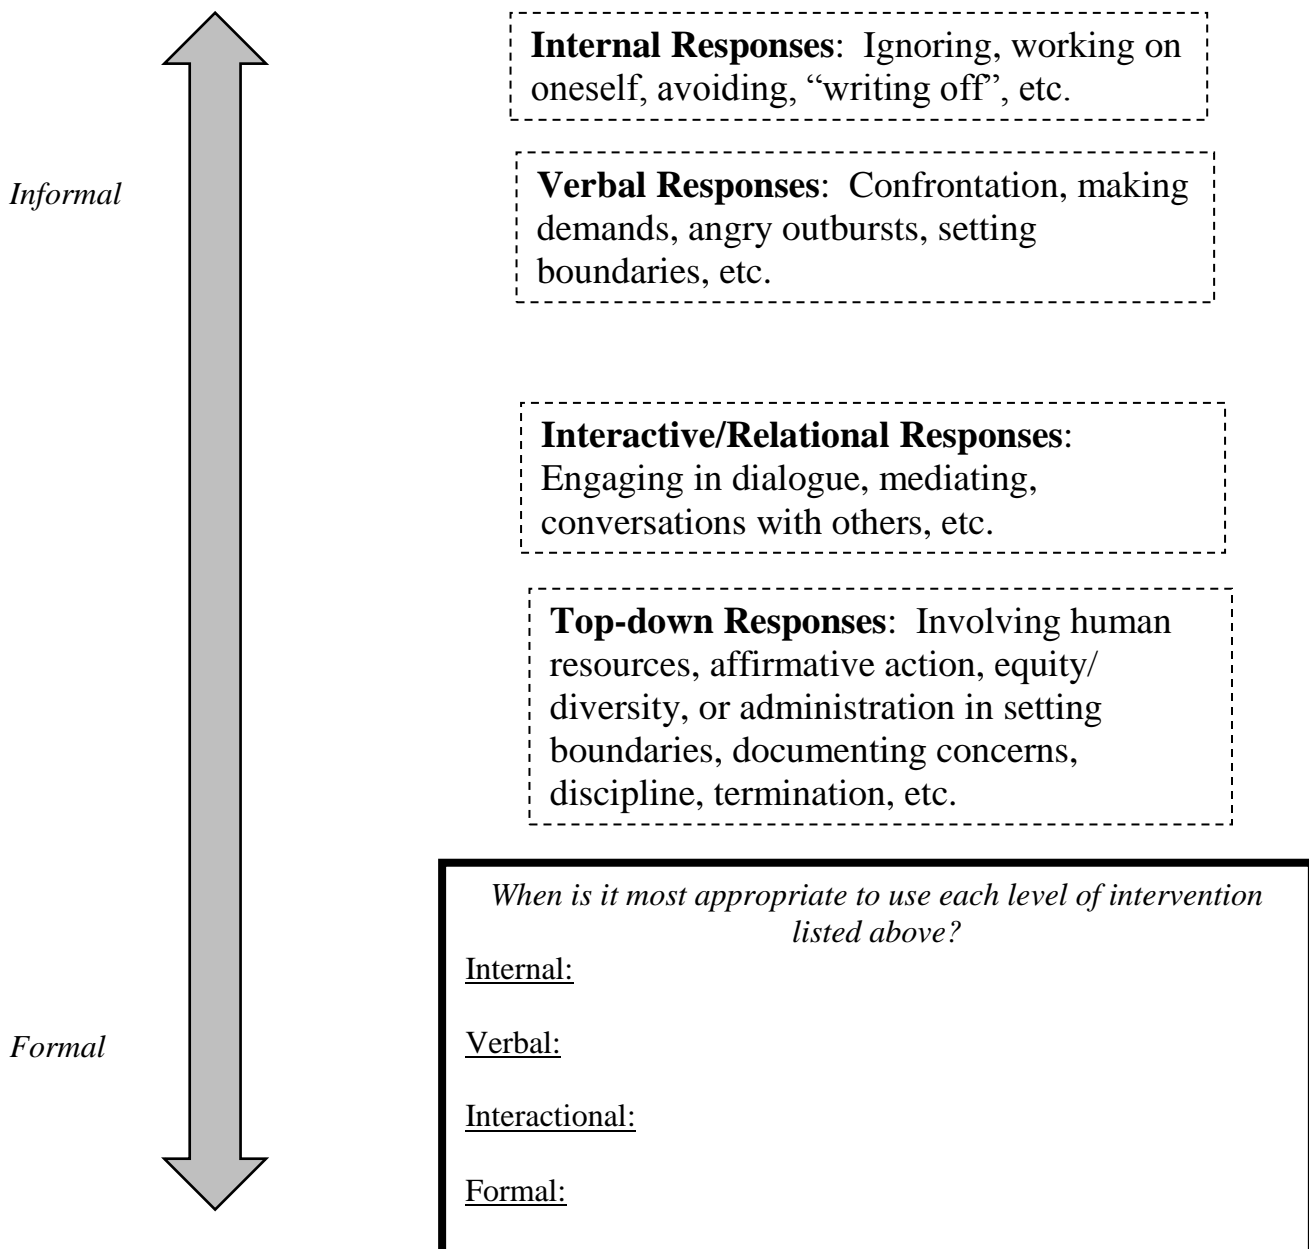 Internal Responses:  Ignoring, working on
oneself, avoiding, “writing off”, etc.
Informal
Verbal Responses:  Confrontation, making
demands, angry outbursts, setting
boundaries, etc.
Interactive/Relational Responses:
Engaging in dialogue, mediating,
conversations with others, etc.
Top-down Responses:  Involving human
resources, affirmative action, equity/
diversity, or administration in setting
boundaries, documenting concerns,
discipline, termination, etc.
When is it most appropriate to use each level of intervention
listed above?
Internal:
Formal
Verbal:
Interactional:
Formal: